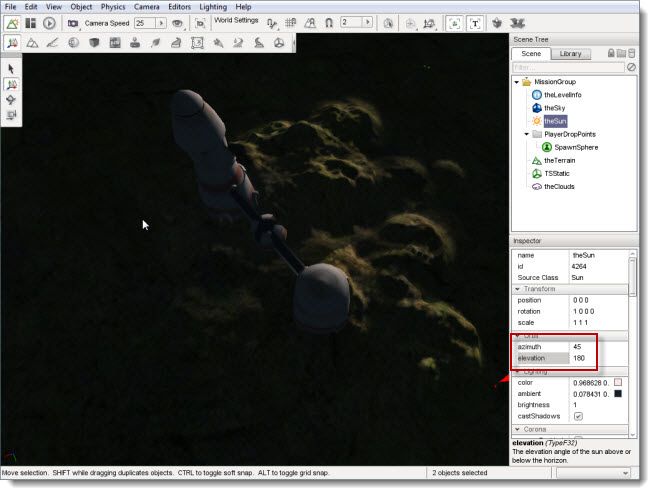 File Edit View Object Physics Camera Editors Lighting Help
Camera Speed 25 World Settings 2
Scene Tree
Scene Library
Filter...
MissionGroup
theLevelInfo
theSky
theSun
PlayerDropPoints
SpawnSphere
theTerrain
TSStatic
theClouds
Inspector
name theSun
id 4264
Source Class Sun
Transform
position 0 0 0
rotation 1 0 0 0
scale 1 1 1
Orbit
azimuth 45
elevation 180
Lighting
color 0.968628 0.
ambient 0.078431 0.
brightness 1
castShadows
Corona
elevation (TypeF32)
The elevation angle of the sun above or
below the horizon.
Move selection. SHIFT while dragging duplicates objects. CTRL to toggle soft snap. ALT to toggle grid snap. 2 objects selected